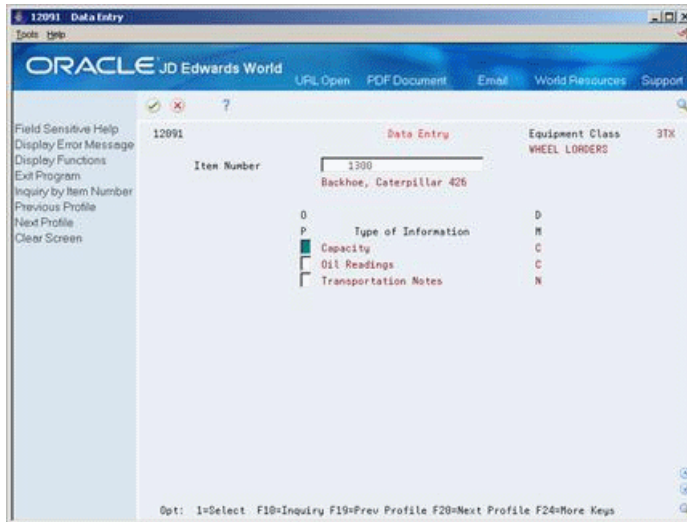 12091 Data Entry
Tools Help
ORACLE JD Edwards World
URL Open PDF Document Email World Resources Support
?
Field Sensitive Help
Display Error Message
Display Functions
Exit Program
Inquiry by Item Number
Previous Profile
Next Profile
Clear Screen
12091 Data Entry Equipment Class 3TX
WHEEL LOADERS
Item Number 1300
Backhoe, Caterpillar 426
O D
P Type of Information M
Capacity C
Oil Readings C
Transportation Notes N
Opt: 1=Select F10=Inquiry F19=Prev Profile F20=Next Profile F24=More Keys